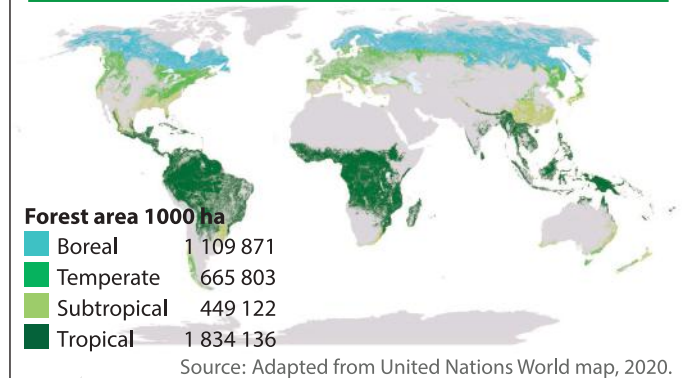 Forest area 1000 ha
Boreal 1 109 871
Temperate 665 803
Subtropical 449 122
Tropical 1 834 136
Source: Adapted from United Nations World map, 2020.